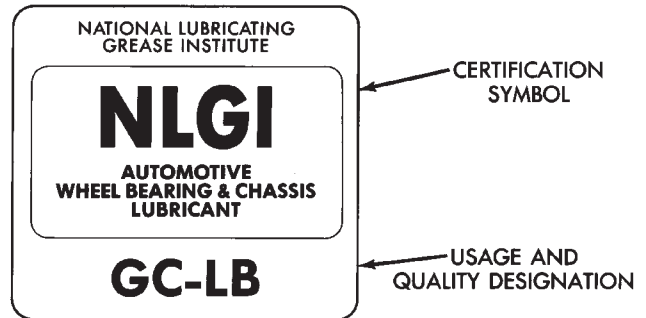 NATIONAL LUBRICATING
GREASE INSTITUTE
NLGI
AUTOMOTIVE
WHEEL BEARING & CHASSIS
LUBRICANT
GC-LB
CERTIFICATION
SYMBOL
USAGE AND
QUALITY DESIGNATION